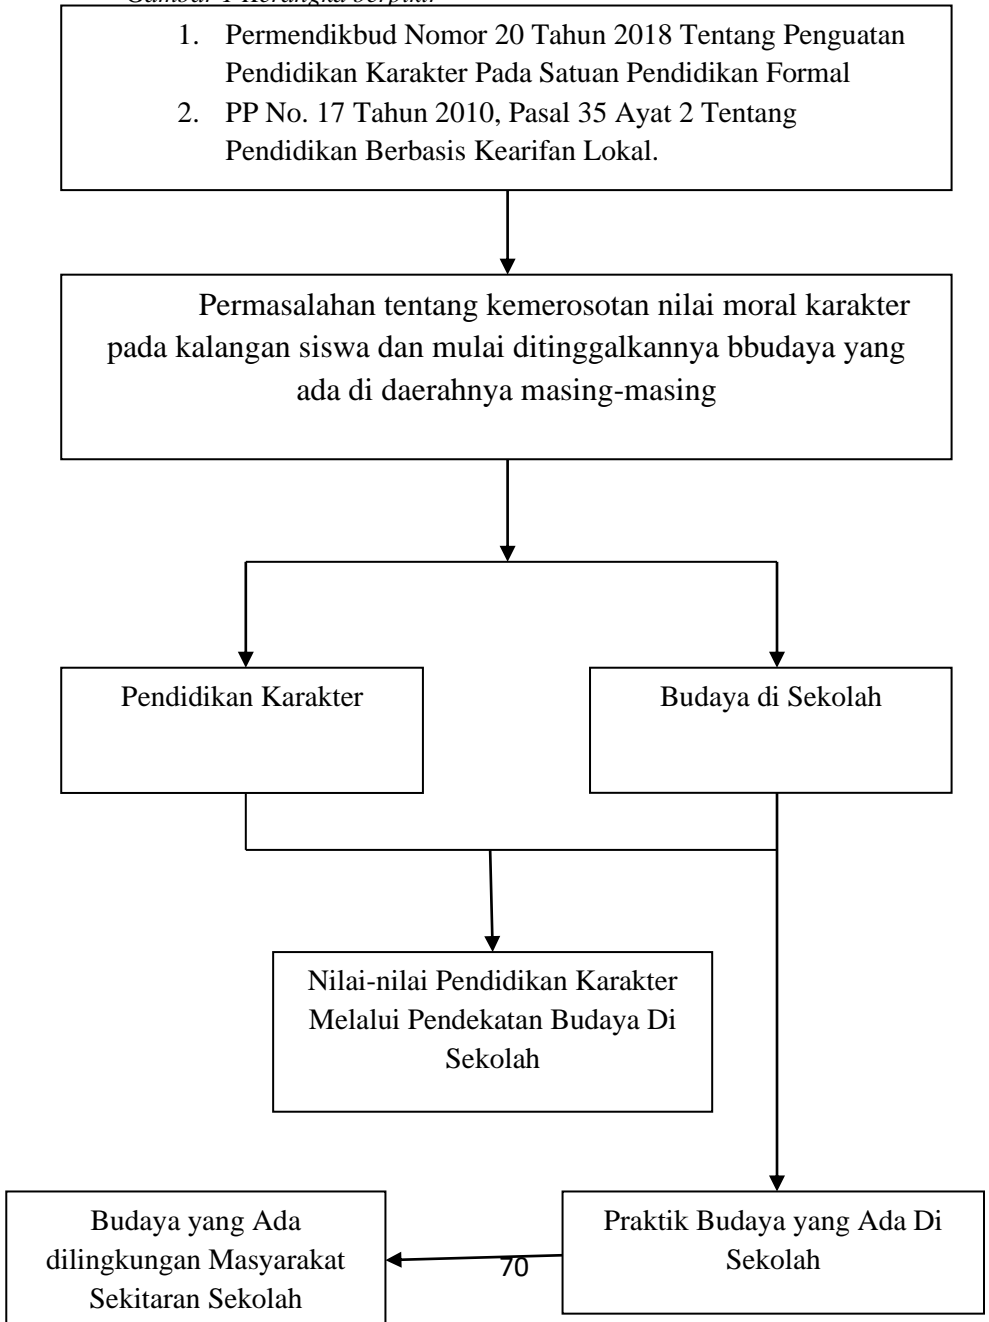 Gambar 1 Kerangka berpikir
1. Permendikbud Nomor 20 Tahun 2018 Tentang Penguatan
Pendidikan Karakter Pada Satuan Pendidikan Formal
2. PP No. 17 Tahun 2010, Pasal 35 Ayat 2 Tentang
Pendidikan Berbasis Kearifan Lokal.
Permasalahan tentang kemerosotan nilai moral karakter
pada kalangan siswa dan mulai ditinggalkannya bbudaya yang
ada di daerahnya masing-masing
Pendidikan Karakter
Budaya di Sekolah
Nilai-nilai Pendidikan Karakter
Melalui Pendekatan Budaya Di
Sekolah
Budaya yang Ada
dilingkungan Masyarakat
Sekitaran Sekolah
Praktik Budaya yang Ada Di
Sekolah
70